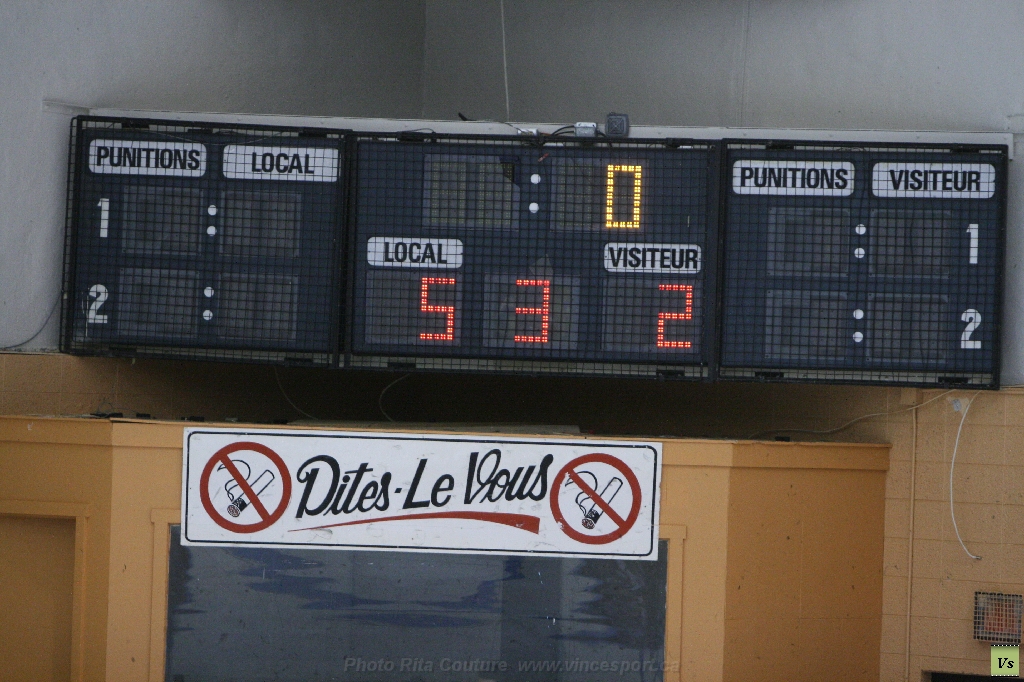 PUNITIONS LOCAL
1
2
0
LOCAL VISITEUR
5 3 2
PUNITIONS VISITEUR
1
2
Dites-Le Vous
Photo Rita Couture www.vincesport.ca
Vs